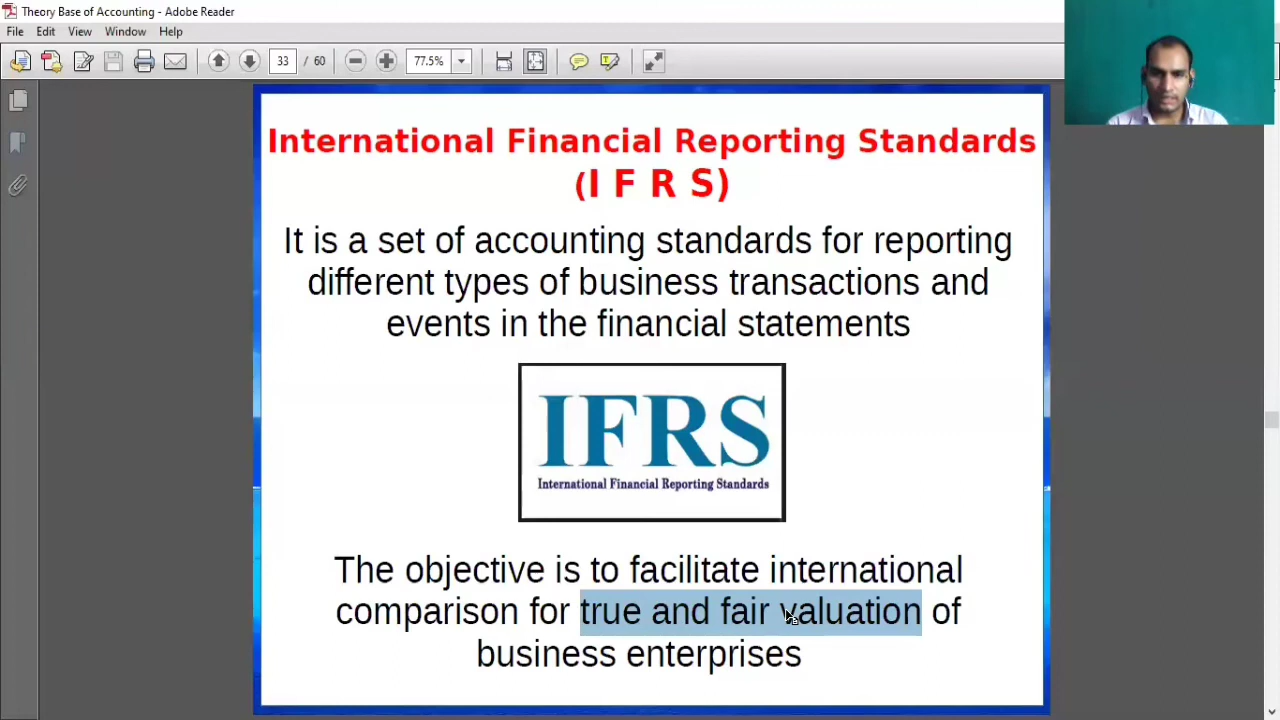 Theory Base of Accounting - Adobe Reader
File Edit View Window Help
33 / 60 77.5%
International Financial Reporting Standards
(I F R S)
It is a set of accounting standards for reporting
different types of business transactions and
events in the financial statements
IFRS
International Financial Reporting Standards
The objective is to facilitate international
comparison for true and fair valuation of
business enterprises